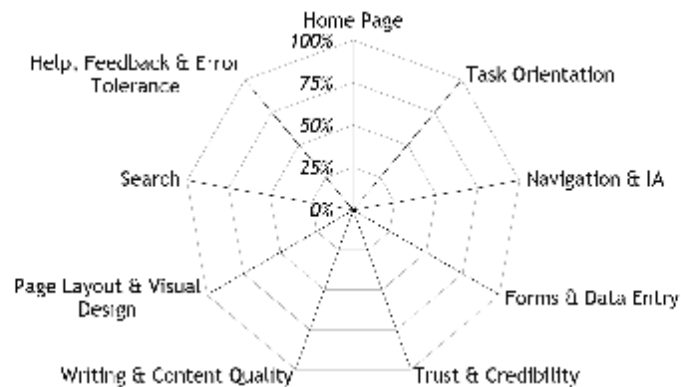 Home Page
100%
Help, Feedback & Error
Tolerance
75%
Task Orientation
50%
25%
Search
Navigation & IA
0%
Page Layout & Visual
Design
Forms & Data Entry
Writing & Content Quality
Trust & Credibility